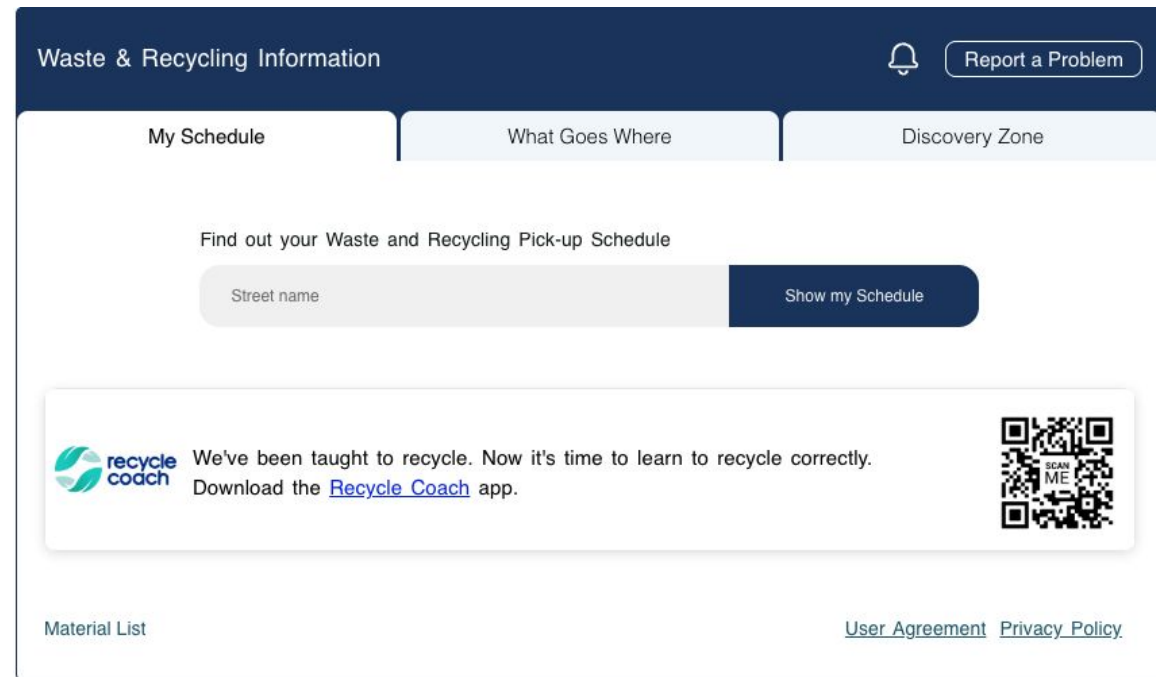 Waste & Recycling Information
Report a Problem
My Schedule
What Goes Where
Discovery Zone
Find out your Waste and Recycling Pick-up Schedule
Street name
Show my Schedule
recycle
coach
We've been taught to recycle. Now it's time to learn to recycle correctly.
Download the Recycle Coach app.
SCAN
ME
Material List
User Agreement Privacy Policy